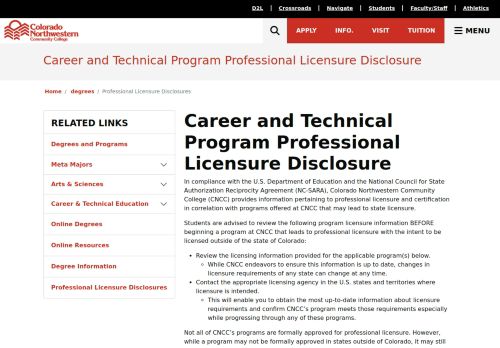 D2L | Crossroads | Navigate | Students | Faculty/Staff | Athletics
Colorado
Northwestern
Community College
APPLY INFO. VISIT TUITION MENU
Career and Technical Program Professional Licensure Disclosure
Home / degrees / Professional Licensure Disclosures
RELATED LINKS
Degrees and Programs
Meta Majors
Arts & Sciences
Career & Technical Education
Online Degrees
Online Resources
Degree Information
Professional Licensure Disclosures
Career and Technical
Program Professional
Licensure Disclosure
In compliance with the U.S. Department of Education and the National Council for State
Authorization Reciprocity Agreement (NC-SARA), Colorado Northwestern Community
College (CNCC) provides information pertaining to professional licensure and certification
in correlation with programs offered at CNCC that may lead to state licensure.
Students are advised to review the following program licensure information BEFORE
beginning a program at CNCC that leads to professional licensure with the intent to be
licensed outside of the state of Colorado:
• Review the licensing information provided for the applicable program(s) below.
◦ While CNCC endeavors to ensure this information is up to date, changes in
licensure requirements of any state can change at any time.
• Contact the appropriate licensing agency in the U.S. states and territories where
licensure is intended.
◦ This will enable you to obtain the most up-to-date information about licensure
requirements and confirm CNCC's program meets those requirements especially
while progressing through any of these programs.
Not all of CNCC's programs are formally approved for professional licensure. However,
while a program may not be formally approved in states outside of Colorado, it may still